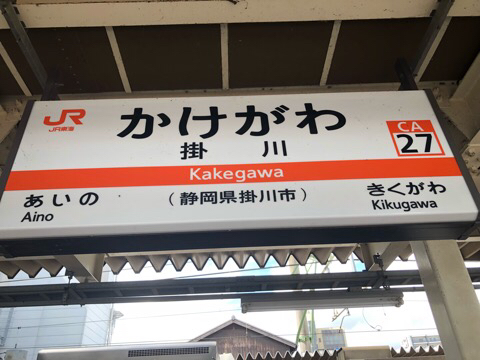 JR
JR東海
かけがわ
掛川
Kakegawa
CA
27
あいの
Aino
(静岡県掛川市)
きくがわ
Kikugawa